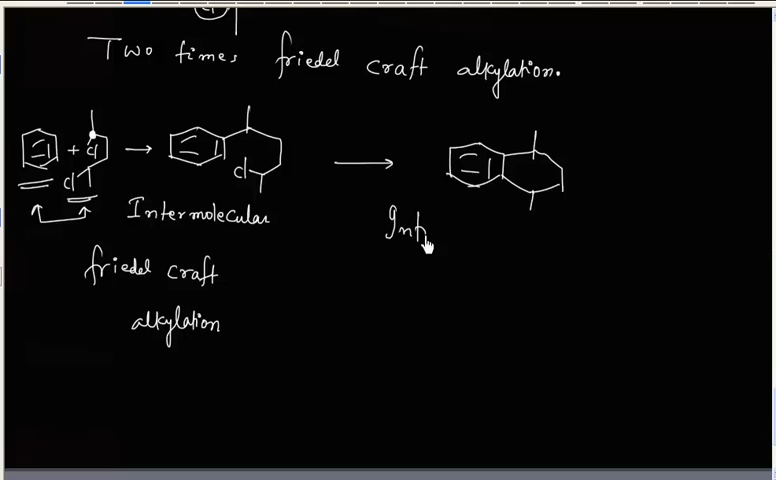 Two times friedel craft alkylation.
+ Cl
Cl
Cl
Intermolecular
Int
friedel craft
alkylation